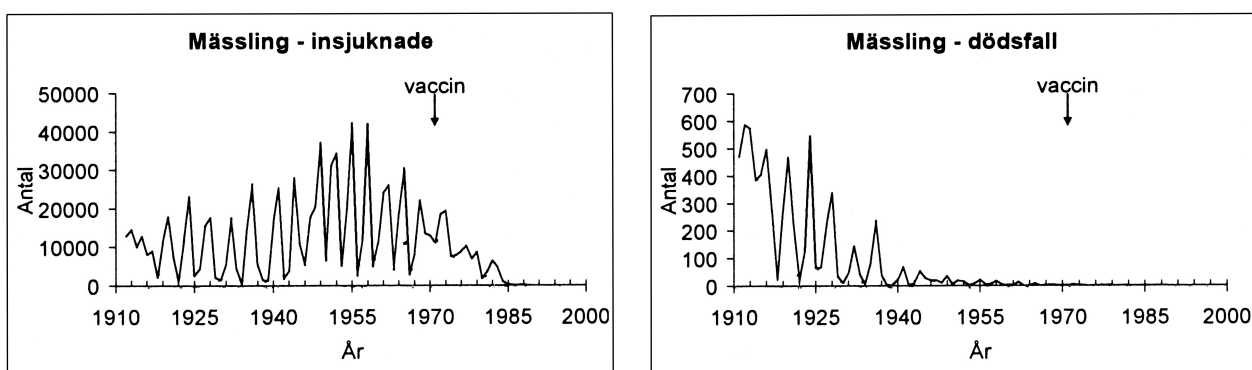 Mässling - insjuknade
vaccin
50000
40000
30000
20000
10000
0
Antal
1910 1925 1940 1955 1970 1985 2000
År
Mässling - dödsfall
vaccin
700
600
500
400
300
200
100
0
Antal
1910 1925 1940 1955 1970 1985 2000
År